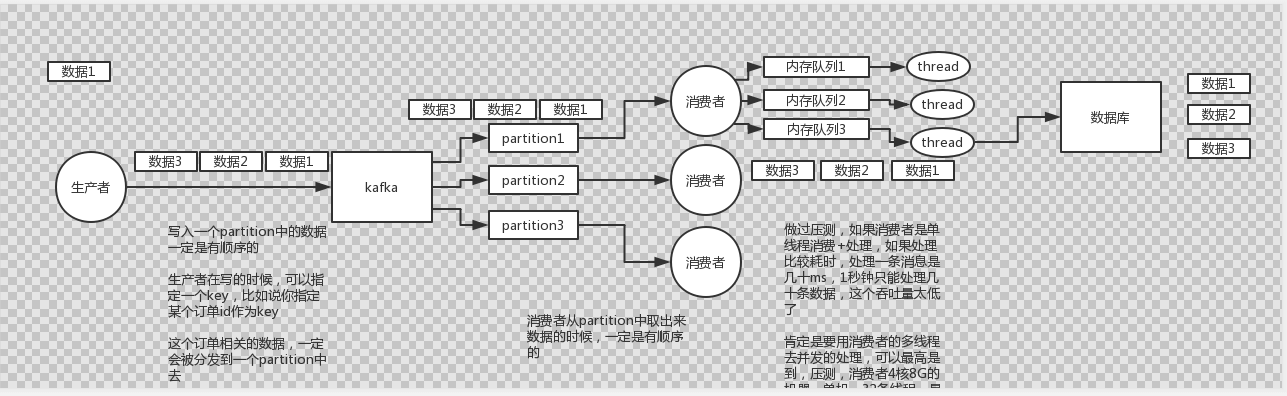 数据1
数据3
数据2
数据1
生产者
kafka
写入一个partition中的数据
一定是有顺序的
生产者在写的时候，可以指
定一个key，比如说你指定
某个订单id作为key
这个订单相关的数据，一定
会被分发到一个partition中
去
数据3
数据2
数据1
partition1
partition2
partition3
消费者
消费者
消费者
消费者从partition中取出来
数据的时候，一定是有顺序
的
内存队列1
thread
内存队列2
thread
内存队列3
thread
数据3
数据2
数据1
做过压测，如果消费者是单
线程消费+处理，如果处理
比较耗时，处理一条消息是
几十ms，1秒钟只能处理几
十条数据，这个吞吐量太低
了
肯定是要用消费者的多线程
去并发的处理，可以最高是
到，压测，消费者4核8G的
机器，单机，32条线程，最
数据库
数据1
数据2
数据3